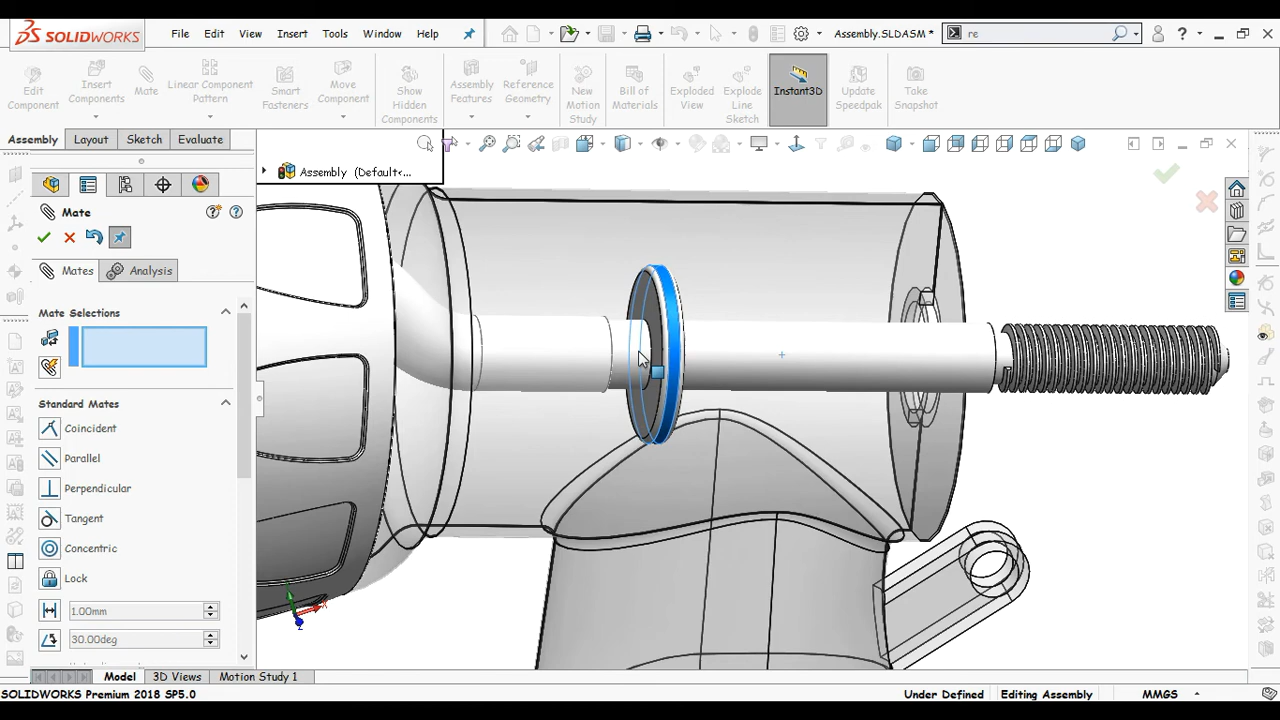 SOLIDWORKS File Edit View Insert Tools Window Help Assembly.SLDASM * re ?
Edit Component
Insert Components
Mate
Linear Component Pattern
Smart Fasteners
Move Component
Show Hidden Components
Assembly Features
Reference Geometry
New Motion Study
Bill of Materials
Exploded View
Explode Line Sketch
Instant3D
Update Speedpak
Take Snapshot
Assembly Layout Sketch Evaluate
Assembly (Default<...
Mate
Mates Analysis
Mate Selections
Standard Mates
Coincident
Parallel
Perpendicular
Tangent
Concentric
Lock
1.00mm
30.00deg
Model 3D Views Motion Study 1
SOLIDWORKS Premium 2018 SP5.0 Under Defined Editing Assembly MMGS